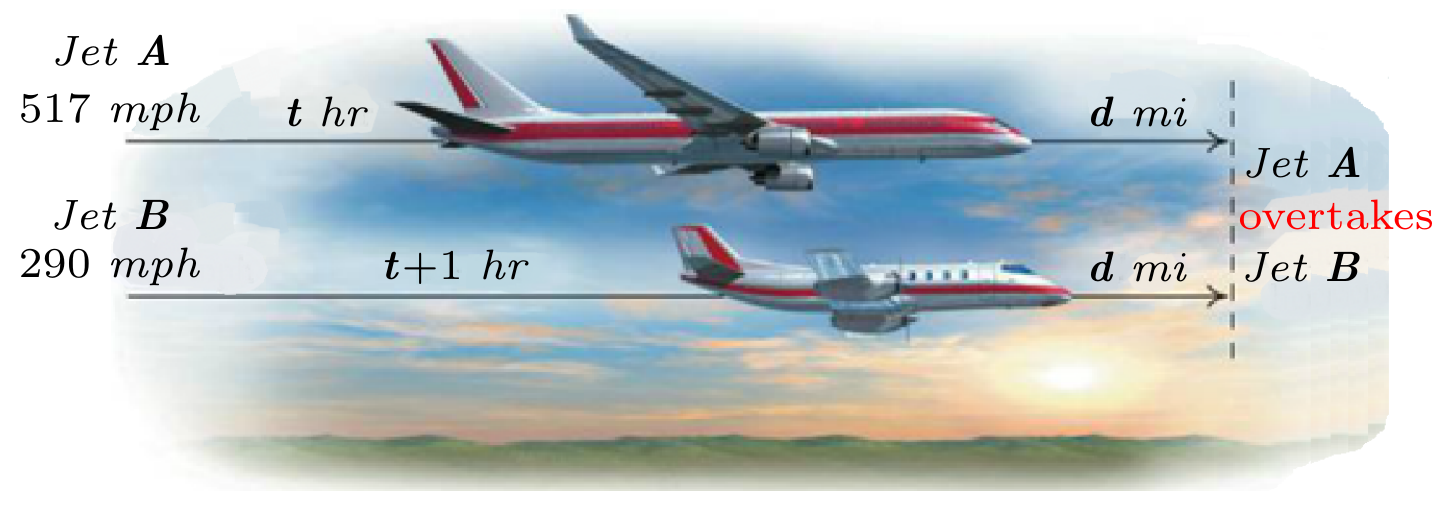 Jet A
517 mph
t hr
d mi
Jet A
overtakes
Jet B
Jet B
290 mph
t+1 hr
d mi